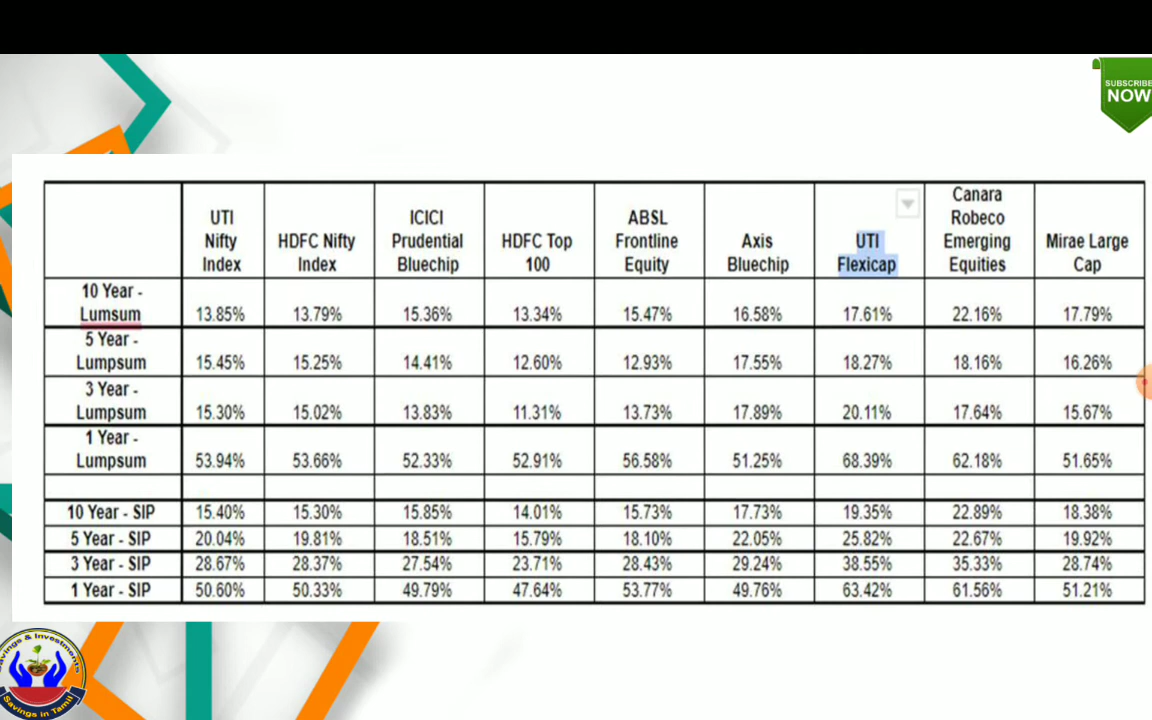 SUBSCRIBE
NOW
UTI Nifty Index HDFC Nifty Index ICICI Prudential Bluechip HDFC Top 100 ABSL Frontline Equity Axis Bluechip UTI Flexicap Canara Robeco Emerging Equities Mirae Large Cap
10 Year - Lumsum 13.85% 13.79% 15.36% 13.34% 15.47% 16.58% 17.61% 22.16% 17.79%
5 Year - Lumpsum 15.45% 15.25% 14.41% 12.60% 12.93% 17.55% 18.27% 18.16% 16.26%
3 Year - Lumpsum 15.30% 15.02% 13.83% 11.31% 13.73% 17.89% 20.11% 17.64% 15.67%
1 Year - Lumpsum 53.94% 53.66% 52.33% 52.91% 56.58% 51.25% 68.39% 62.18% 51.65%
10 Year - SIP 15.40% 15.30% 15.85% 14.01% 15.73% 17.73% 19.35% 22.89% 18.38%
5 Year - SIP 20.04% 19.81% 18.51% 15.79% 18.10% 22.05% 25.82% 22.67% 19.92%
3 Year - SIP 28.67% 28.37% 27.54% 23.71% 28.43% 29.24% 38.55% 35.33% 28.74%
1 Year - SIP 50.60% 50.33% 49.79% 47.64% 53.77% 49.76% 63.42% 61.56% 51.21%
& Investments
Savings in Tamil